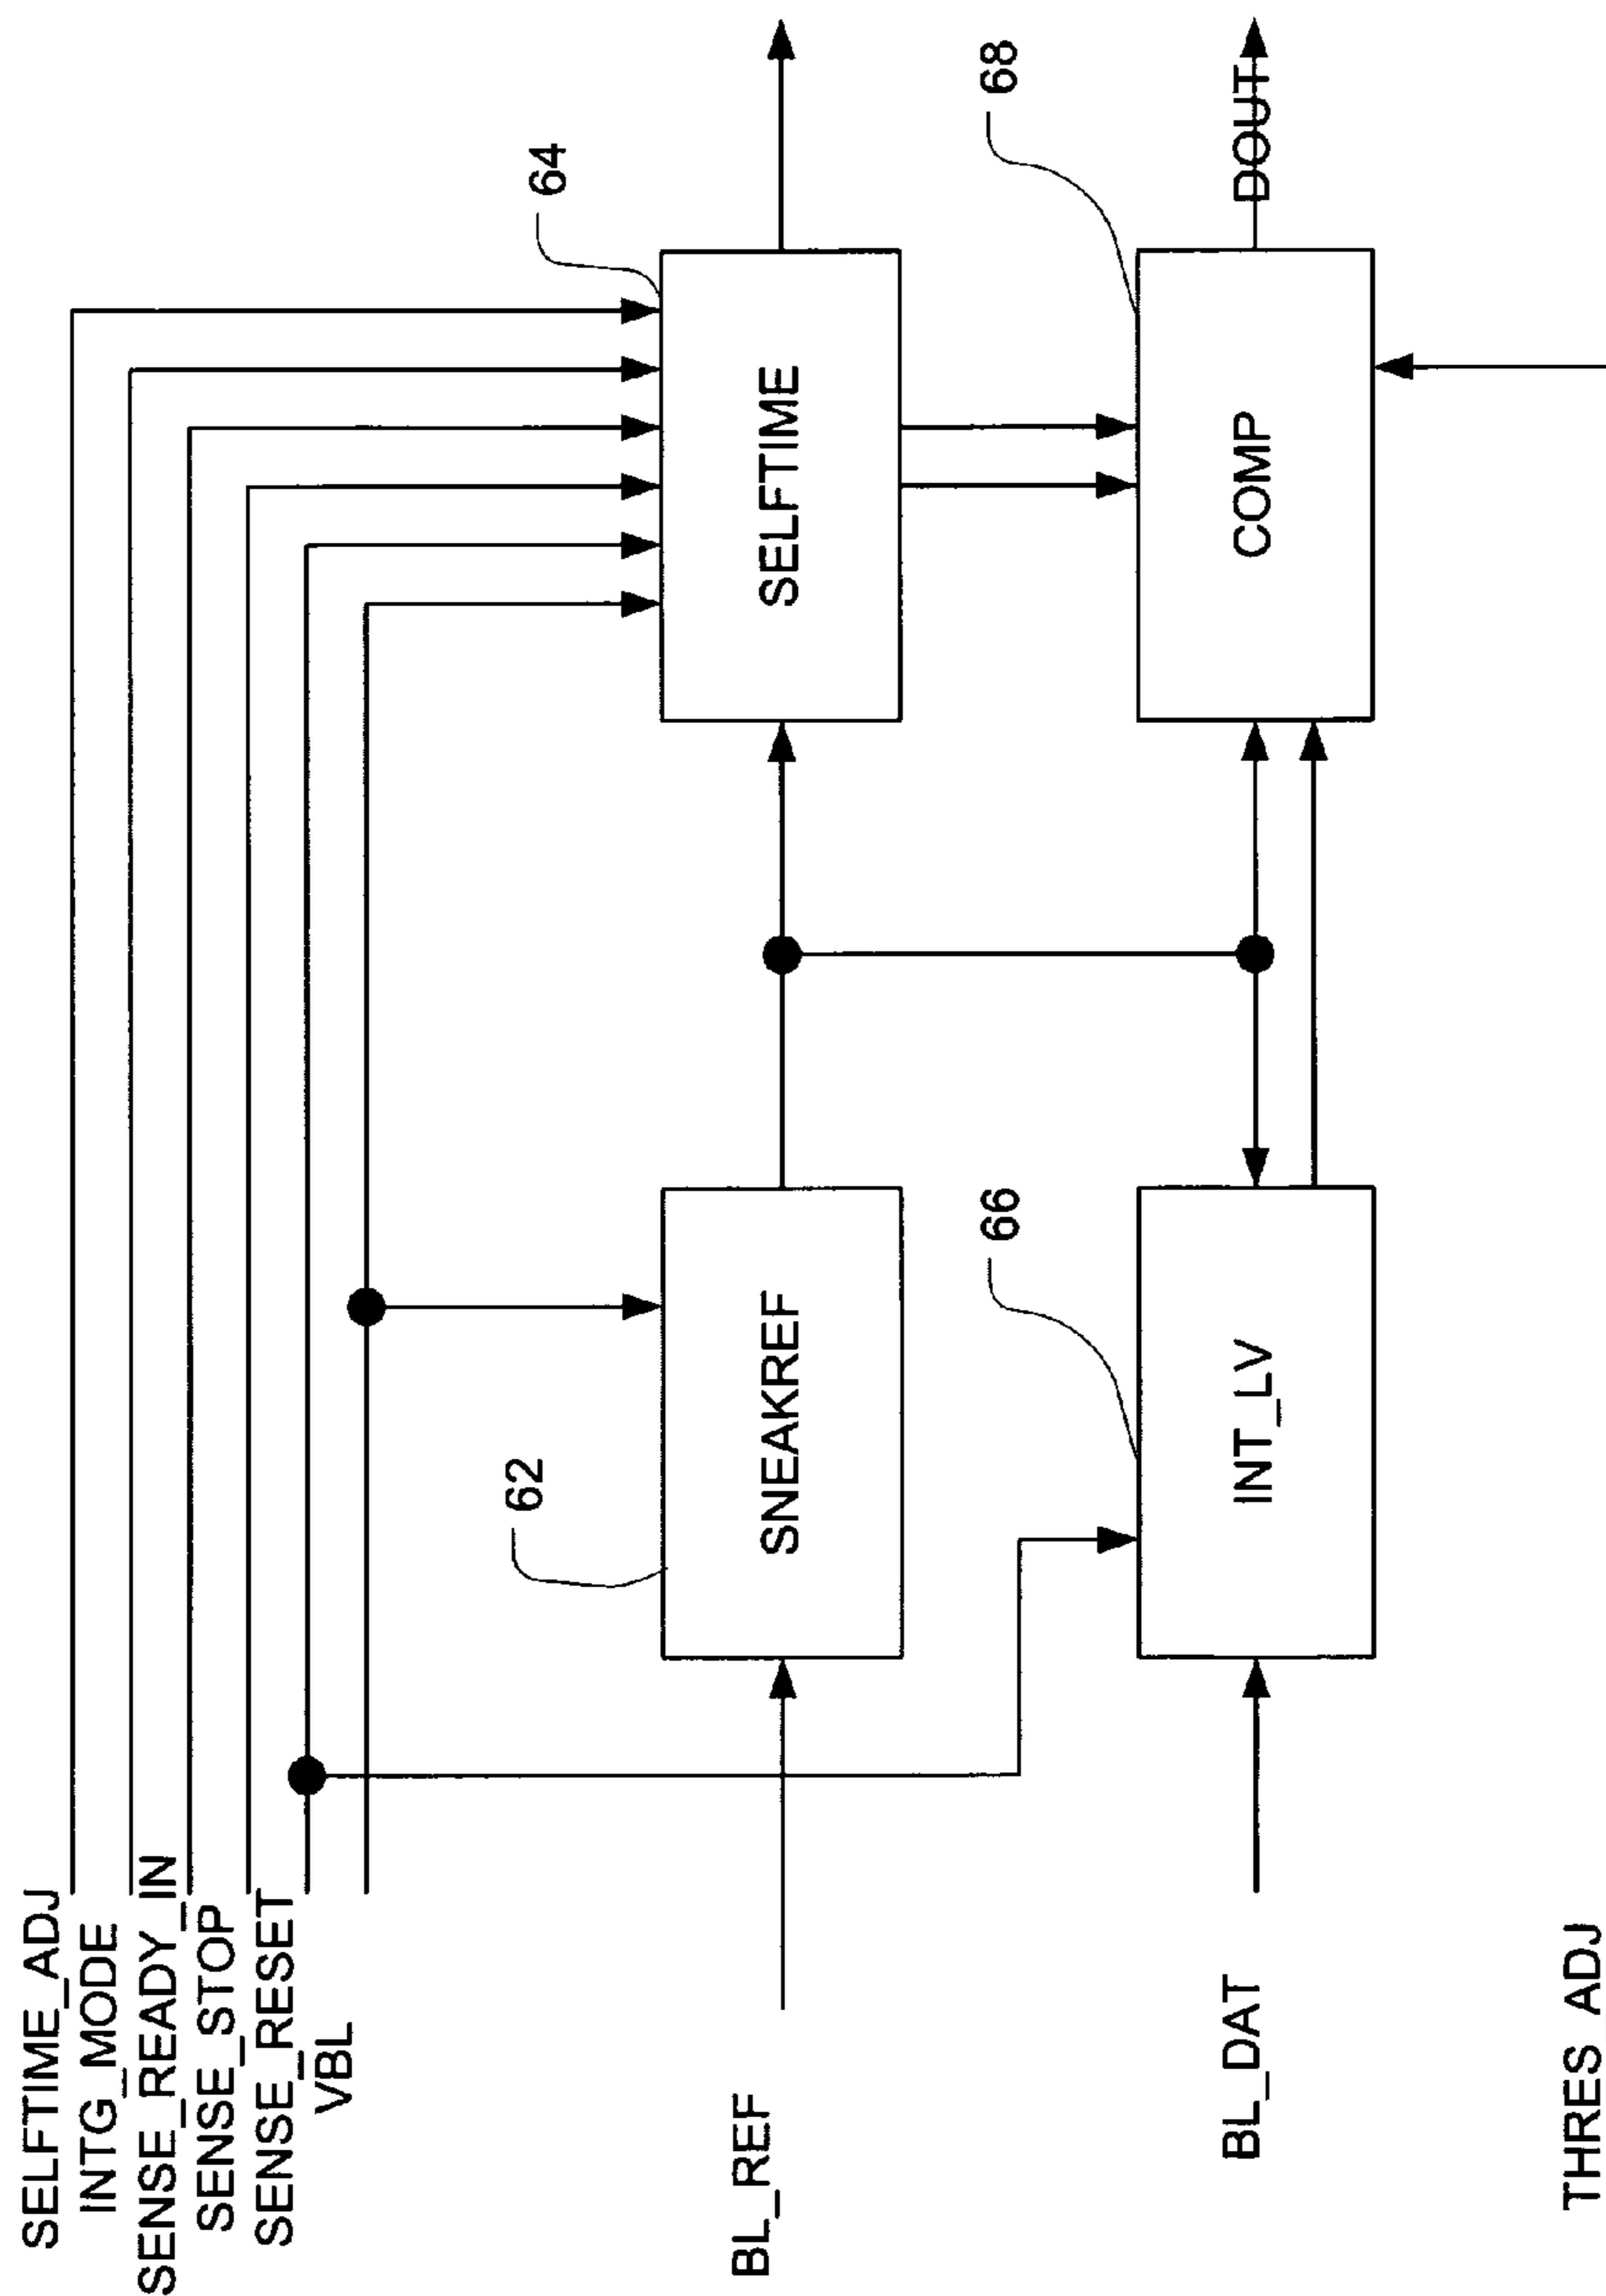 SELFTIME_ADJ
INTG_MODE
SENSE_READY_IN
SENSE_STOP
SENSE_RESET
VBL
64
BL_REF
62
SNEAKREF
SELFTIME
66
68
BL_DAT
INT_LV
COMP
DOUT
THRES_ADJ